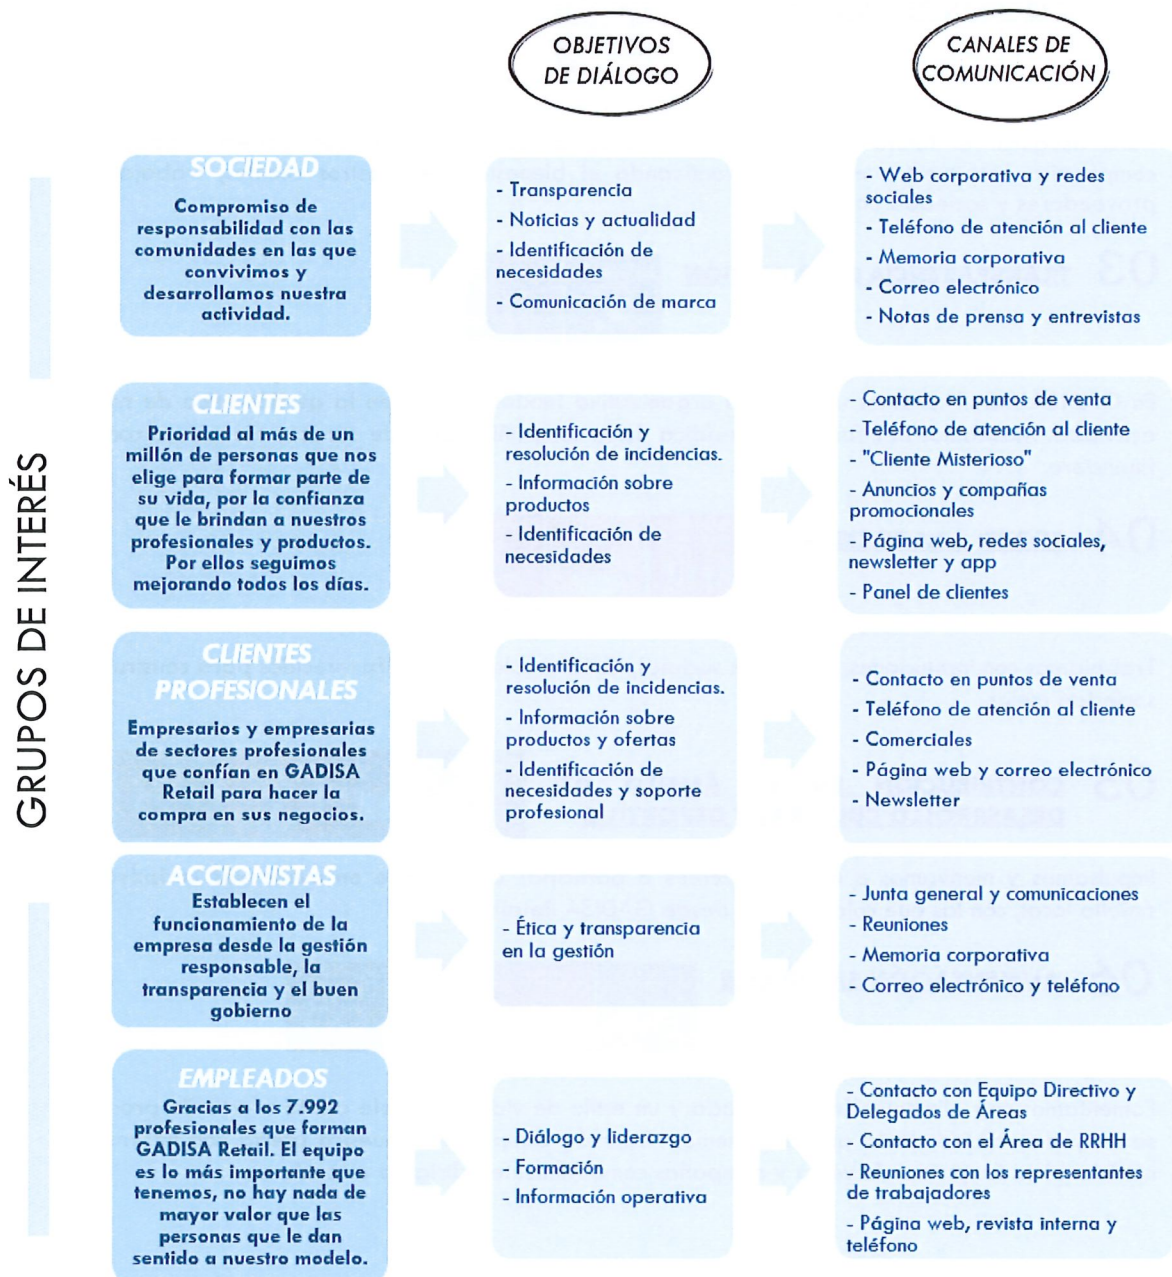 OBJETIVOS
DE DIÁLOGO
CANALES DE
COMUNICACIÓN
GRUPOS DE INTERÉS
SOCIEDAD
Compromiso de
responsabilidad con las
comunidades en las que
convivimos y
desarrollamos nuestra
actividad.
- Transparencia
- Noticias y actualidad
- Identificación de
necesidades
- Comunicación de marca
- Web corporativa y redes
sociales
- Teléfono de atención al cliente
- Memoria corporativa
- Correo electrónico
- Notas de prensa y entrevistas
CLIENTES
Prioridad al más de un
millón de personas que nos
elige para formar parte de
su vida, por la confianza
que le brindan a nuestros
profesionales y productos.
Por ellos seguimos
mejorando todos los días.
- Identificación y
resolución de incidencias.
- Información sobre
productos
- Identificación de
necesidades
- Contacto en puntos de venta
- Teléfono de atención al cliente
- "Cliente Misterioso"
- Anuncios y compañas
promocionales
- Página web, redes sociales,
newsletter y app
- Panel de clientes
CLIENTES
PROFESIONALES
Empresarios y empresarias
de sectores profesionales
que confían en GADISA
Retail para hacer la
compra en sus negocios.
- Identificación y
resolución de incidencias.
- Información sobre
productos y ofertas
- Identificación de
necesidades y soporte
profesional
- Contacto en puntos de venta
- Teléfono de atención al cliente
- Comerciales
- Página web y correo electrónico
- Newsletter
ACCIONISTAS
Establecen el
funcionamiento de la
empresa desde la gestión
responsable, la
transparencia y el buen
gobierno
- Ética y transparencia
en la gestión
- Junta general y comunicaciones
- Reuniones
- Memoria corporativa
- Correo electrónico y teléfono
EMPLEADOS
Gracias a los 7.992
profesionales que forman
GADISA Retail. El equipo
es lo más importante que
tenemos, no hay nada de
mayor valor que las
personas que le dan
sentido a nuestro modelo.
- Diálogo y liderazgo
- Formación
- Información operativa
- Contacto con Equipo Directivo y
Delegados de Áreas
- Contacto con el Área de RRHH
- Reuniones con los representantes
de trabajadores
- Página web, revista interna y
teléfono